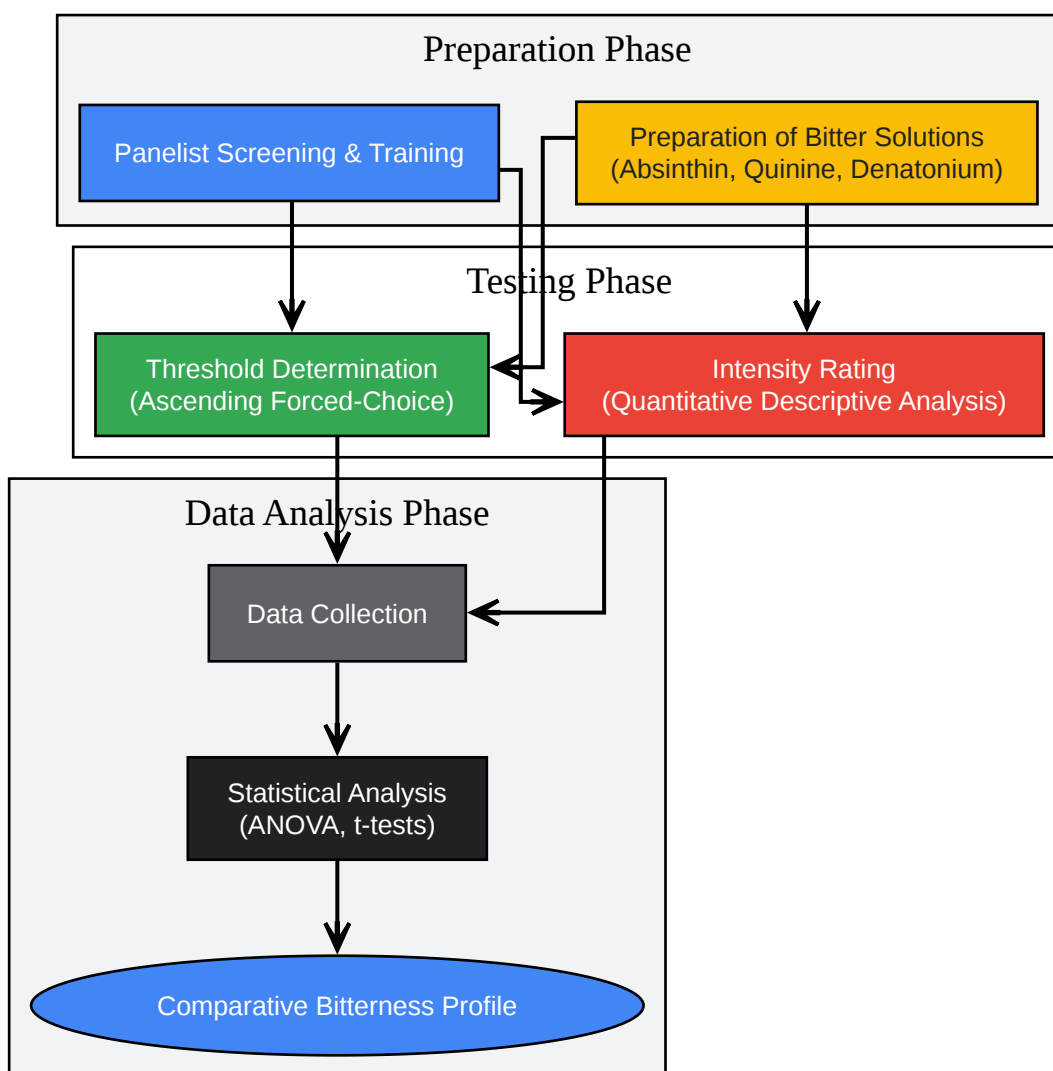 Preparation Phase
Panelist Screening & Training
Preparation of Bitter Solutions
(Absinthin, Quinine, Denatonium)
Testing Phase
Threshold Determination
(Ascending Forced-Choice)
Intensity Rating
(Quantitative Descriptive Analysis)
Data Analysis Phase
Data Collection
Statistical Analysis
(ANOVA, t-tests)
Comparative Bitterness Profile